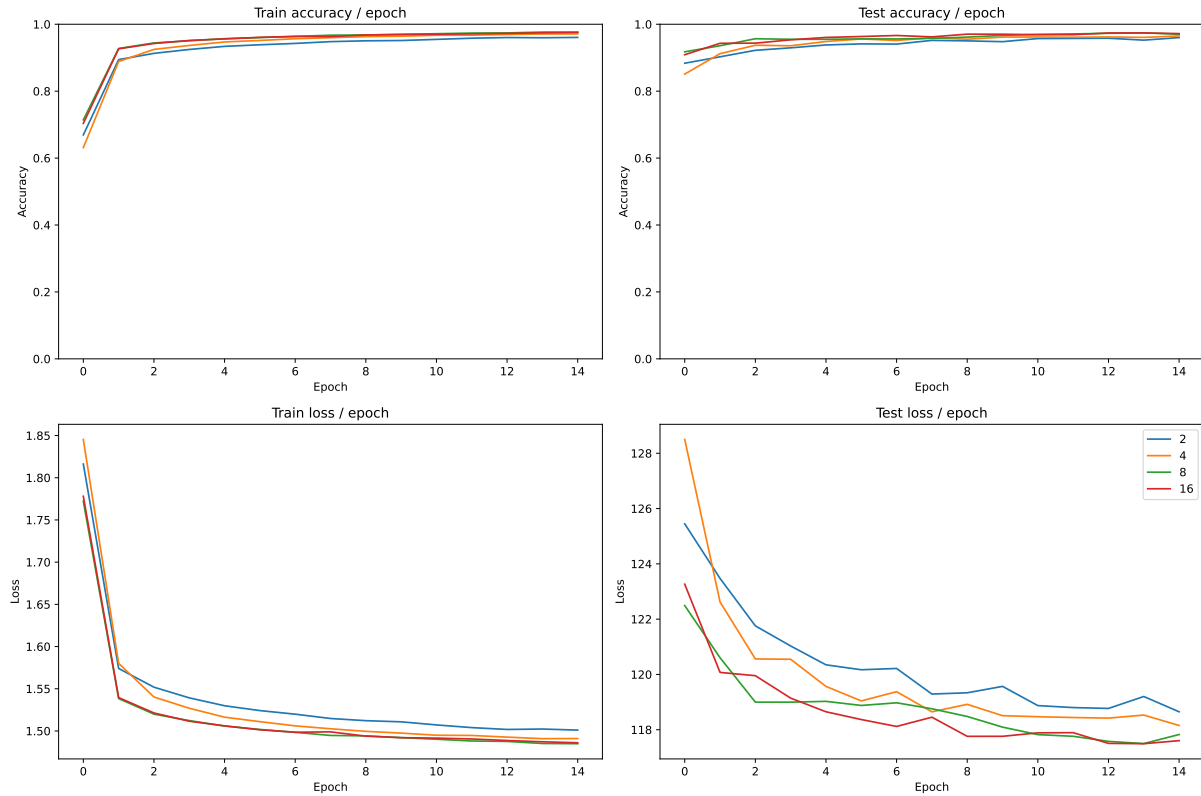 Train accuracy / epoch
1.0
0.8
0.6
0.4
0.2
0.0
Accuracy
0 2 4 6 8 10 12 14
Epoch
Test accuracy / epoch
1.0
0.8
0.6
0.4
0.2
0.0
Accuracy
0 2 4 6 8 10 12 14
Epoch
Train loss / epoch
1.85
1.80
1.75
1.70
1.65
1.60
1.55
1.50
Loss
0 2 4 6 8 10 12 14
Epoch
Test loss / epoch
128
126
124
122
120
118
Loss
0 2 4 6 8 10 12 14
Epoch
2
4
8
16